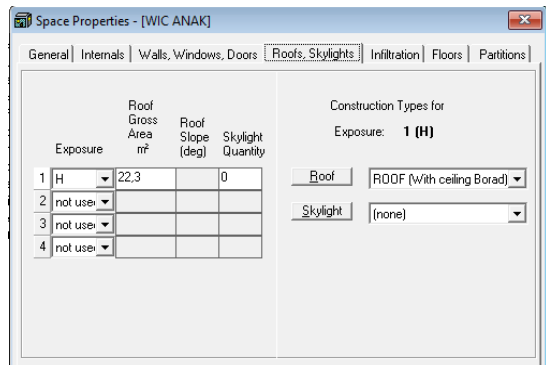 Space Properties - [WIC ANAK]
General Internals Walls, Windows, Doors Roofs, Skylights Infiltration Floors Partitions
Exposure
Roof
Gross
Area
m²
Roof
Slope
(deg)
Skylight
Quantity
1 H 22,3 0
2 not use
3 not use
4 not use
Construction Types for
Exposure: 1 (H)
Roof ROOF (With ceiling Borad)
Skylight (none)